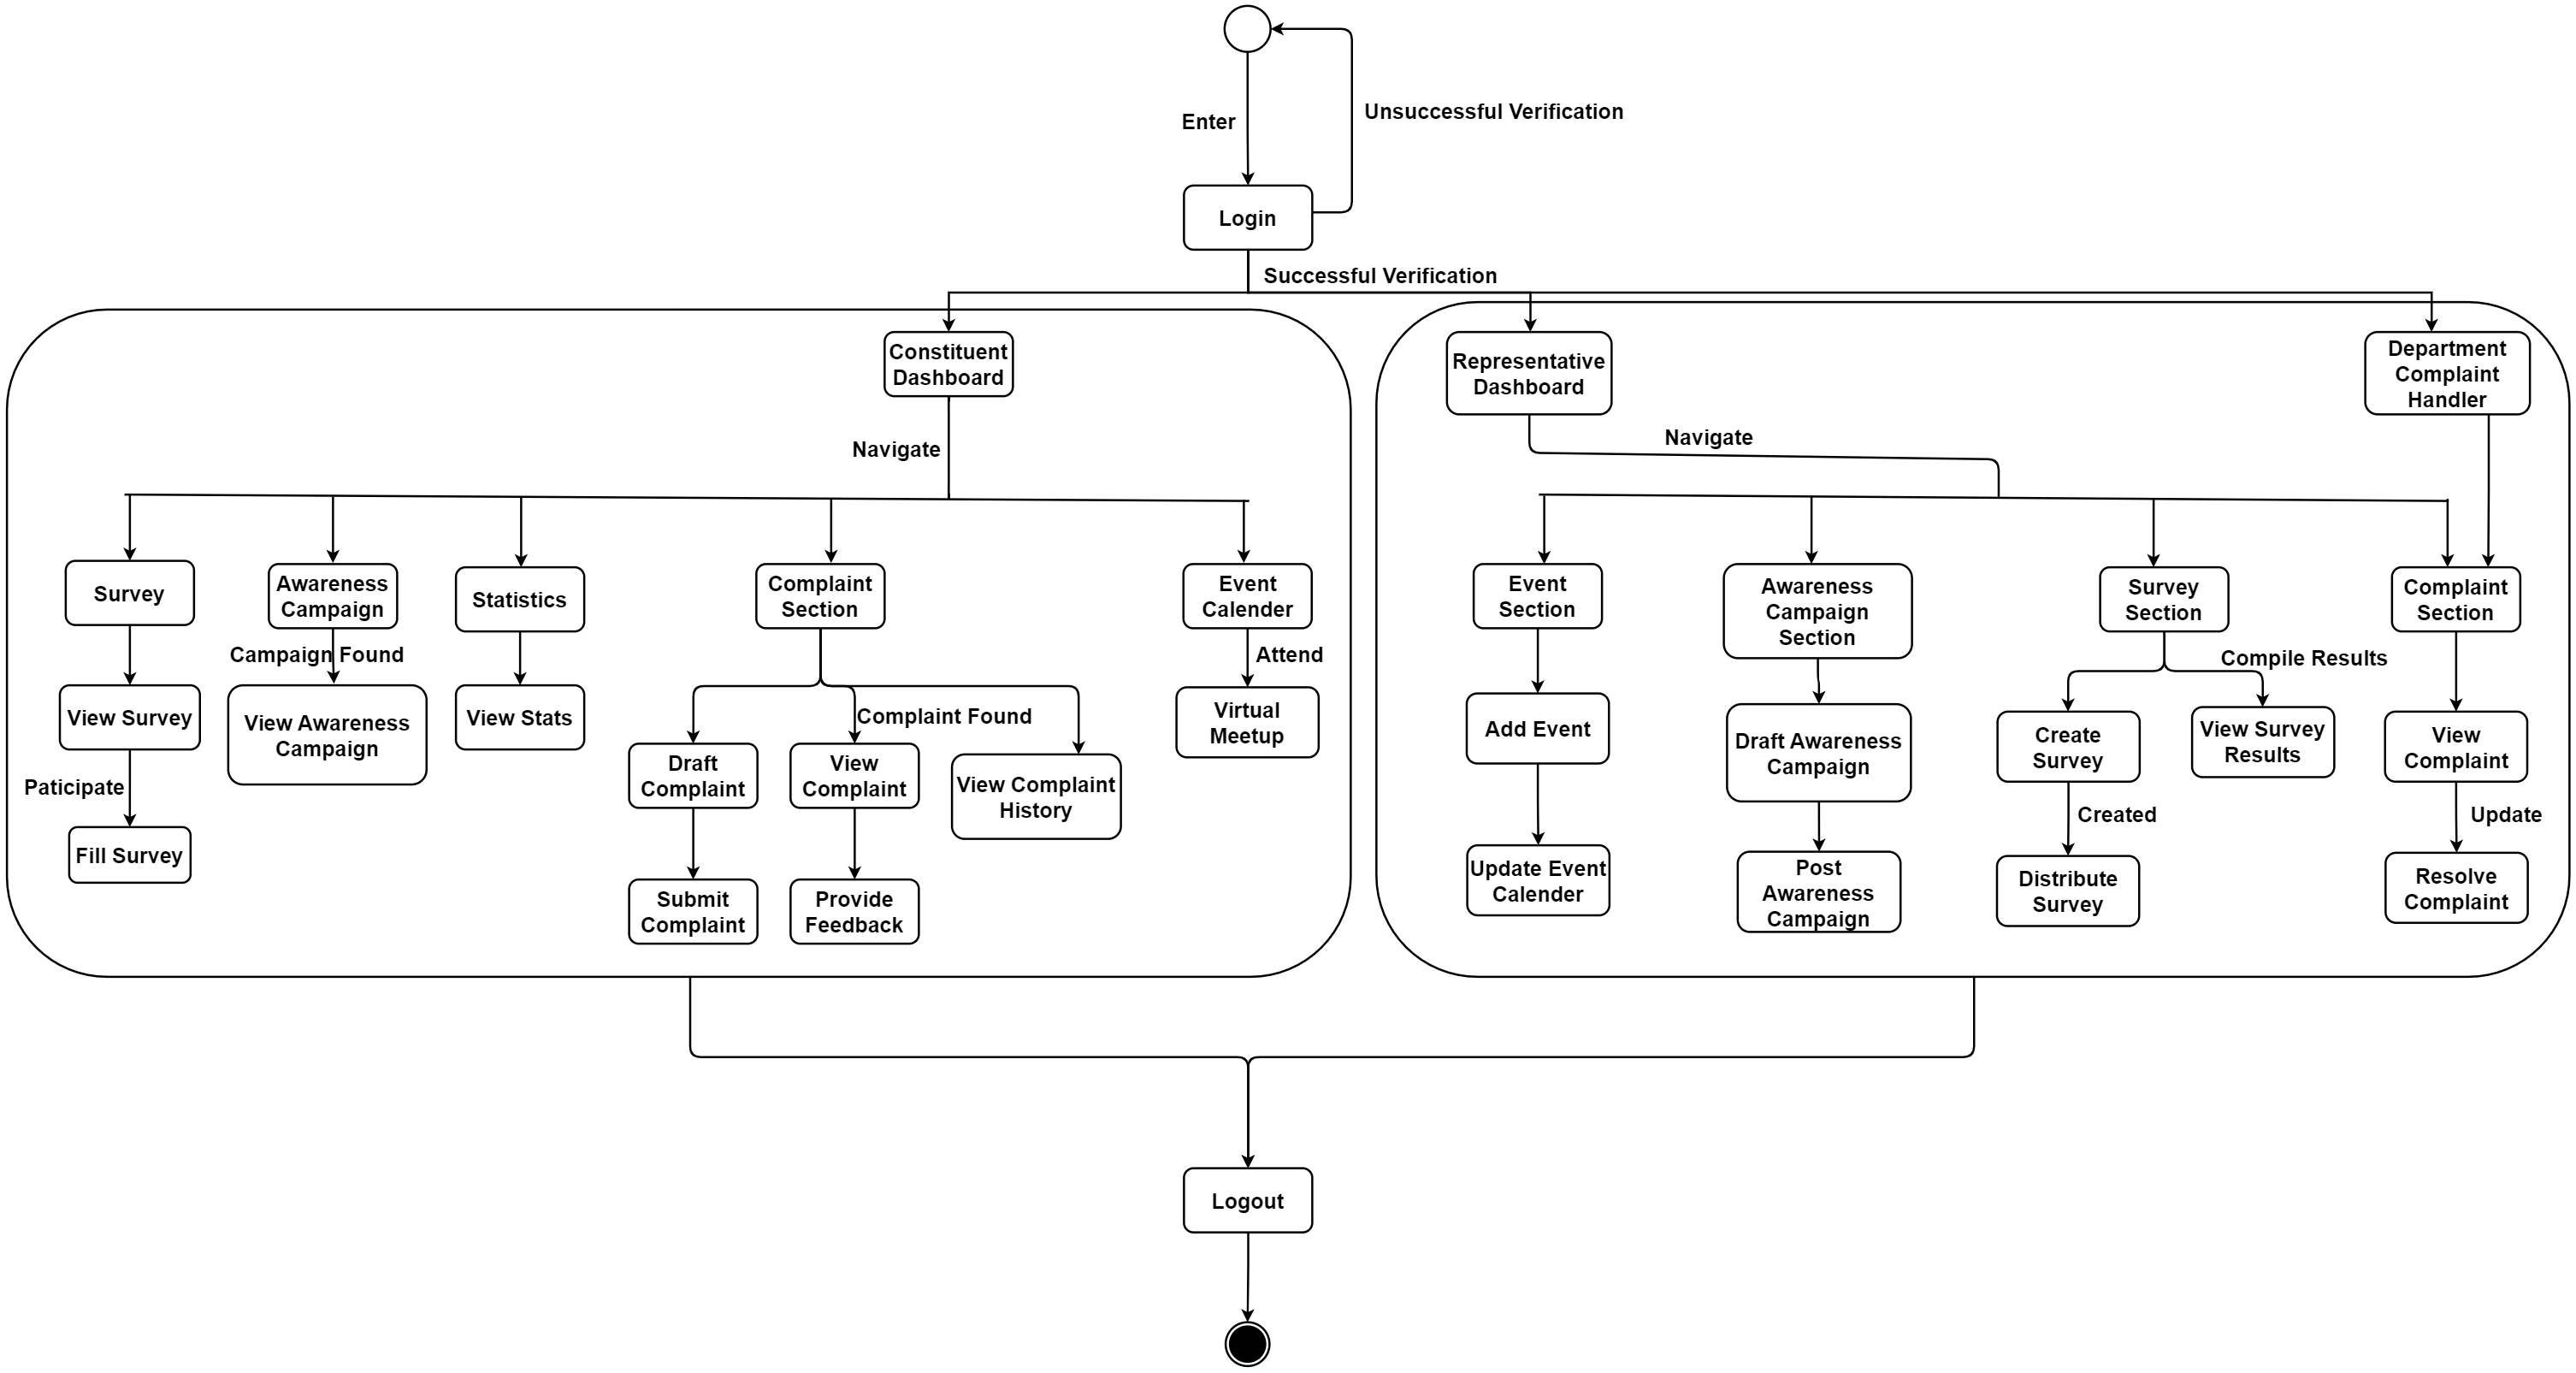 Enter
Unsuccessful Verification
Login
Successful Verification
Constituent
Dashboard
Navigate
Survey
Awareness
Campaign
Statistics
Complaint
Section
Event
Calender
Campaign Found
Attend
View Survey
View Awareness
Campaign
View Stats
Complaint Found
Virtual
Meetup
Paticipate
Draft
Complaint
View
Complaint
View Complaint
History
Fill Survey
Submit
Complaint
Provide
Feedback
Representative
Dashboard
Department
Complaint
Handler
Navigate
Event
Section
Awareness
Campaign
Section
Survey
Section
Complaint
Section
Compile Results
Add Event
Draft Awareness
Campaign
Create
Survey
View Survey
Results
View
Complaint
Created
Update
Update Event
Calender
Post
Awareness
Campaign
Distribute
Survey
Resolve
Complaint
Logout